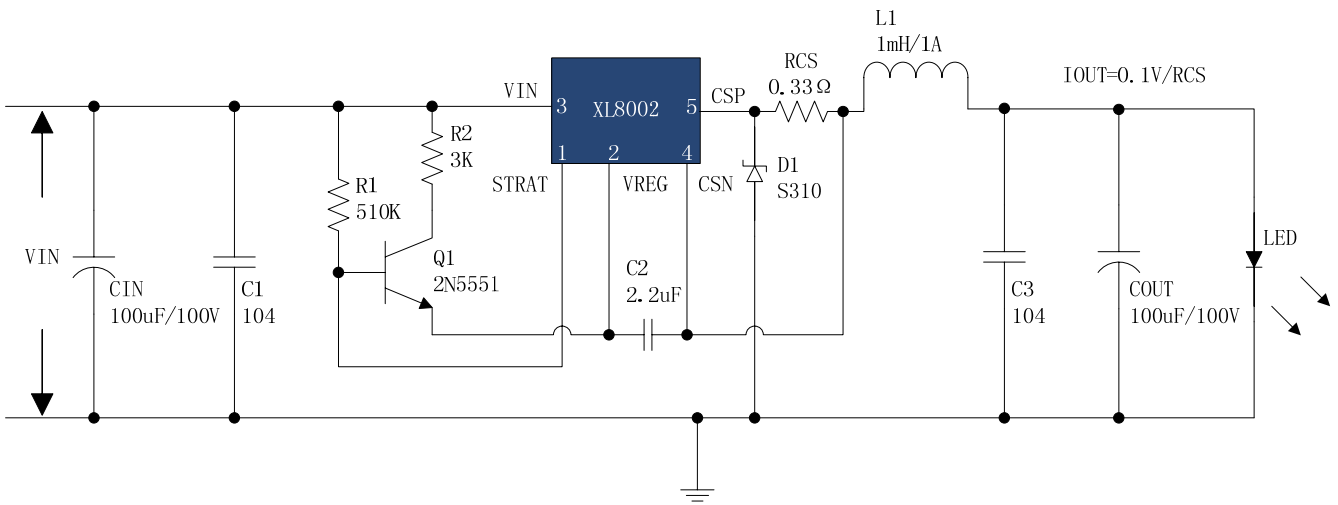 L1
1mH/1A
RCS
0.33Ω
IOUT=0.1V/RCS
VIN
3
XL8002
5
CSP
1
2
4
STRAT
VREG
CSN
R2
3K
R1
510K
D1
S310
Q1
2N5551
C2
2.2uF
VIN
CIN
100uF/100V
C1
104
C3
104
COUT
100uF/100V
LED